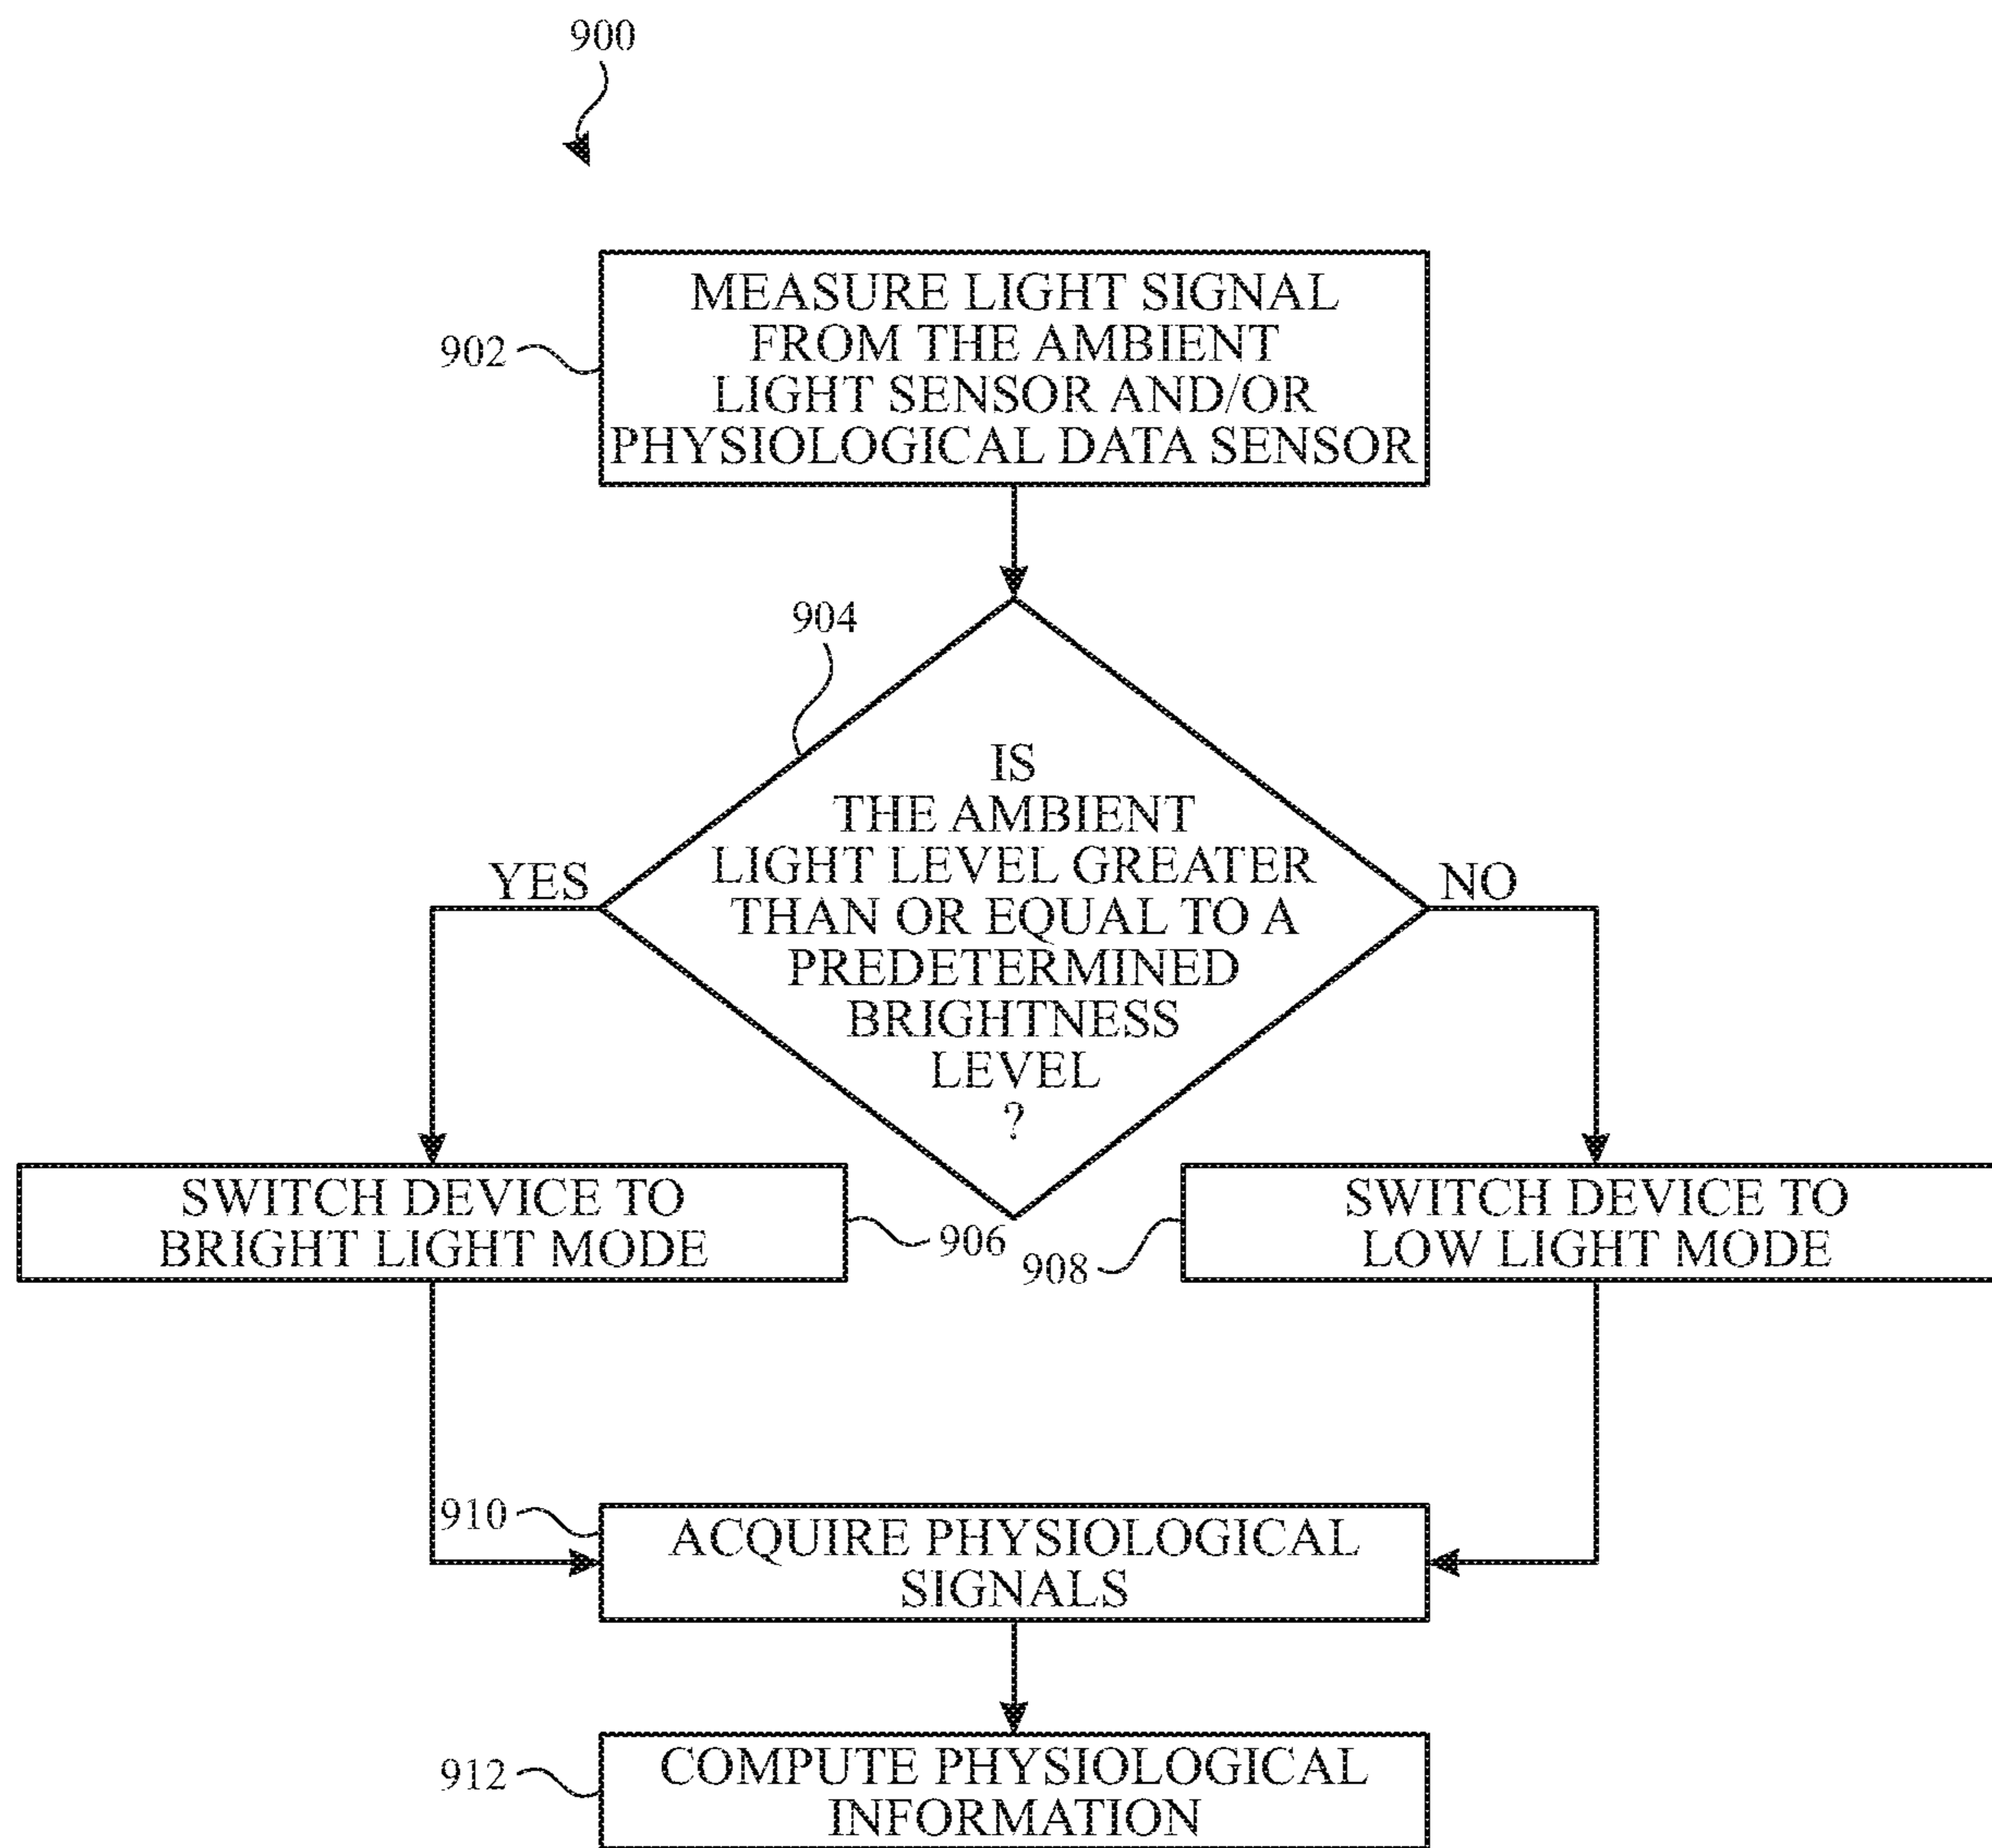 900
MEASURE LIGHT SIGNAL
FROM THE AMBIENT
LIGHT SENSOR AND/OR
PHYSIOLOGICAL DATA SENSOR
902
904
IS
THE AMBIENT
LIGHT LEVEL GREATER
THAN OR EQUAL TO A
PREDETERMINED
BRIGHTNESS
LEVEL
?
YES
NO
SWITCH DEVICE TO
BRIGHT LIGHT MODE
906
908
SWITCH DEVICE TO
LOW LIGHT MODE
910
ACQUIRE PHYSIOLOGICAL
SIGNALS
912
COMPUTE PHYSIOLOGICAL
INFORMATION